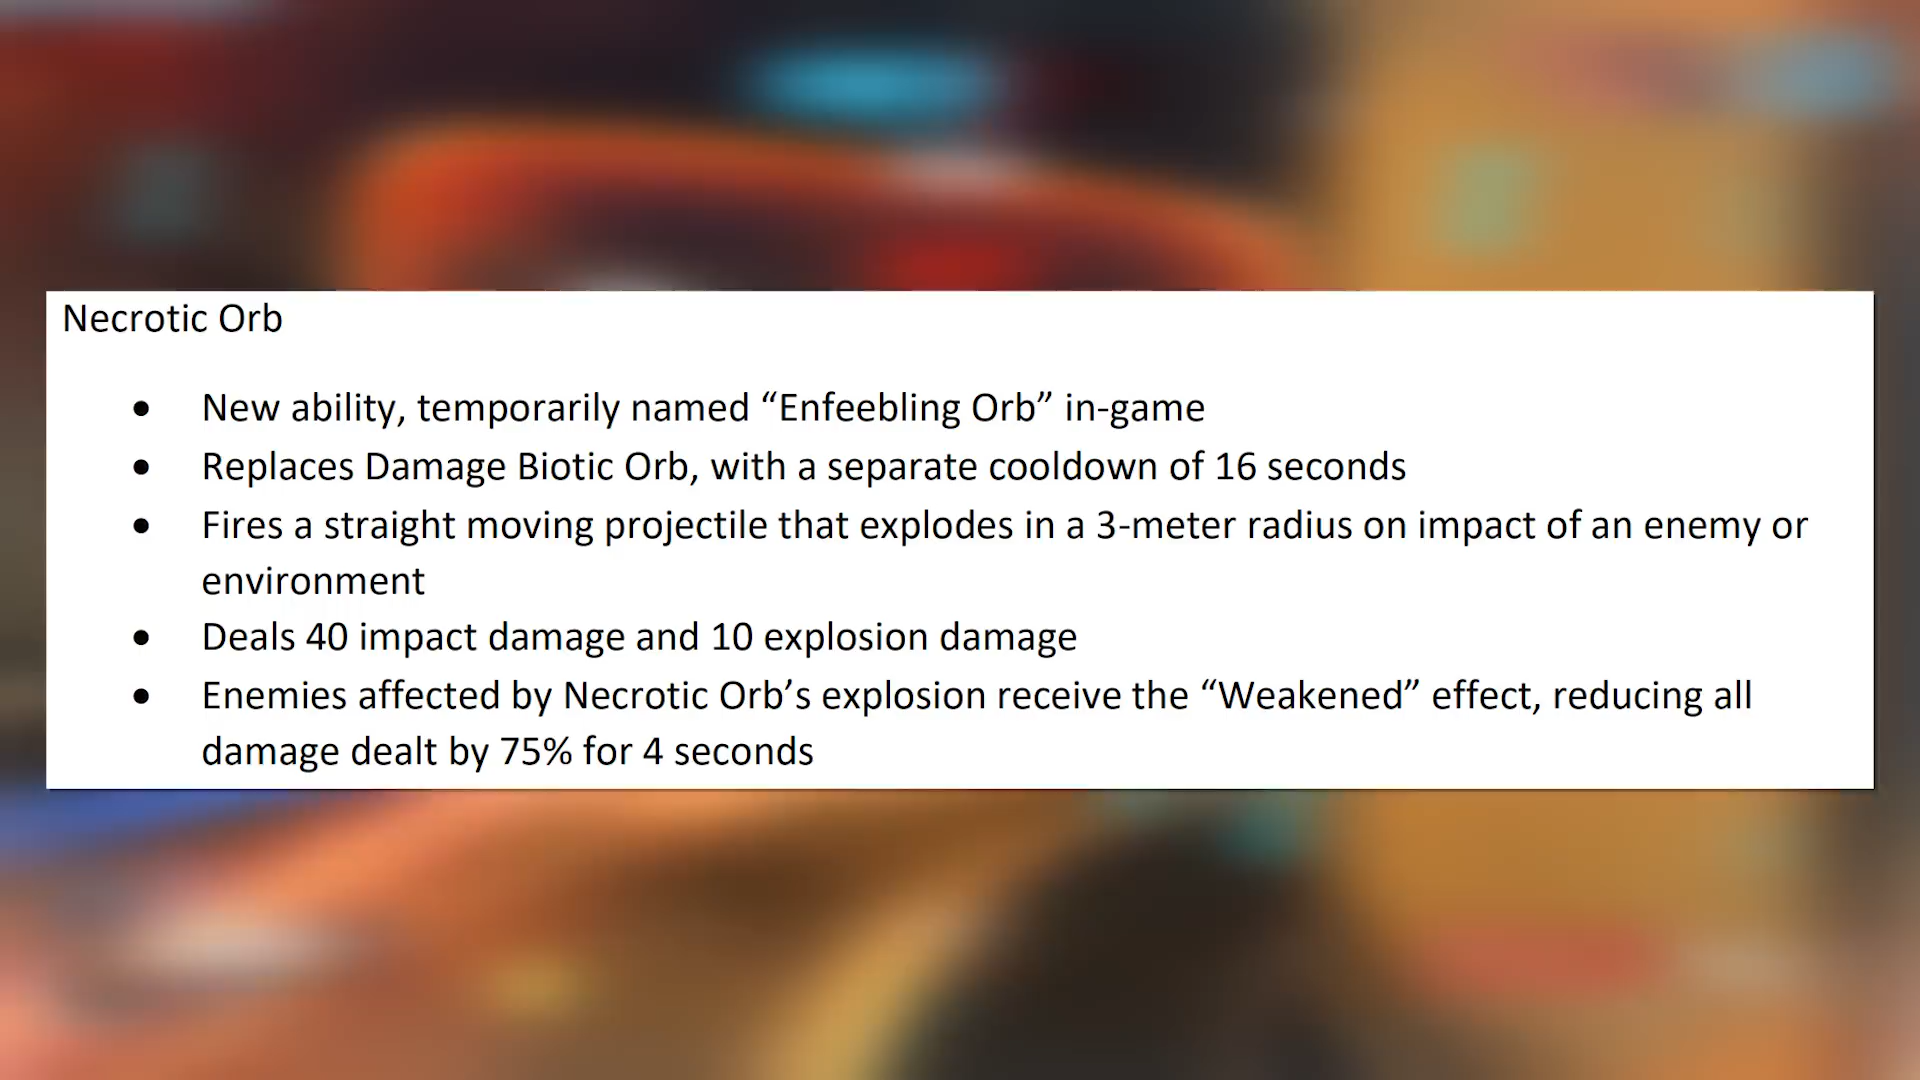 Necrotic Orb
• New ability, temporarily named “Enfeebling Orb” in-game
• Replaces Damage Biotic Orb, with a separate cooldown of 16 seconds
• Fires a straight moving projectile that explodes in a 3-meter radius on impact of an enemy or
environment
• Deals 40 impact damage and 10 explosion damage
• Enemies affected by Necrotic Orb’s explosion receive the “Weakened” effect, reducing all
damage dealt by 75% for 4 seconds